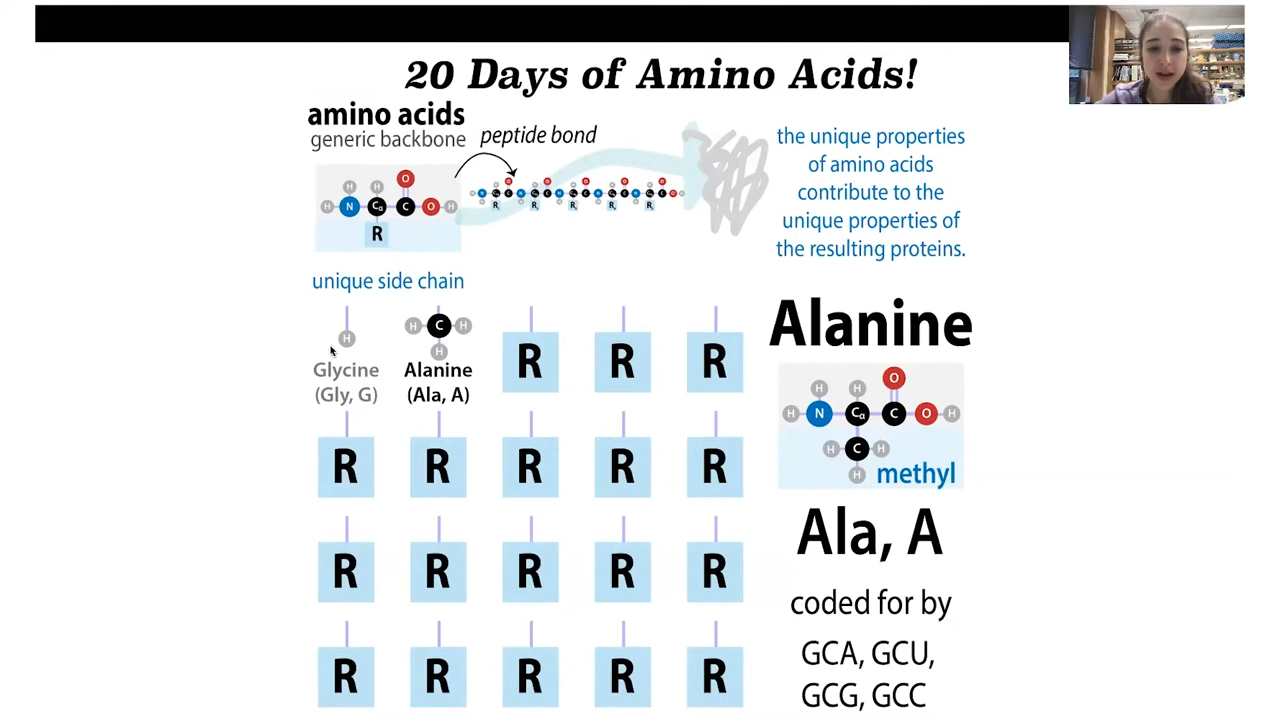 20 Days of Amino Acids!
amino acids
generic backbone
peptide bond
H H O
H N Cα C O H
R
R R R R R
unique side chain
the unique properties
of amino acids
contribute to the
unique properties of
the resulting proteins.
H
Glycine
(Gly, G)
H C H
H
Alanine
(Ala, A)
R R R
R R R R R
R R R R R
R R R R R
Alanine
H H O
H N Cα C O H
H C H
H methyl
Ala, A
coded for by
GCA, GCU,
GCG, GCC